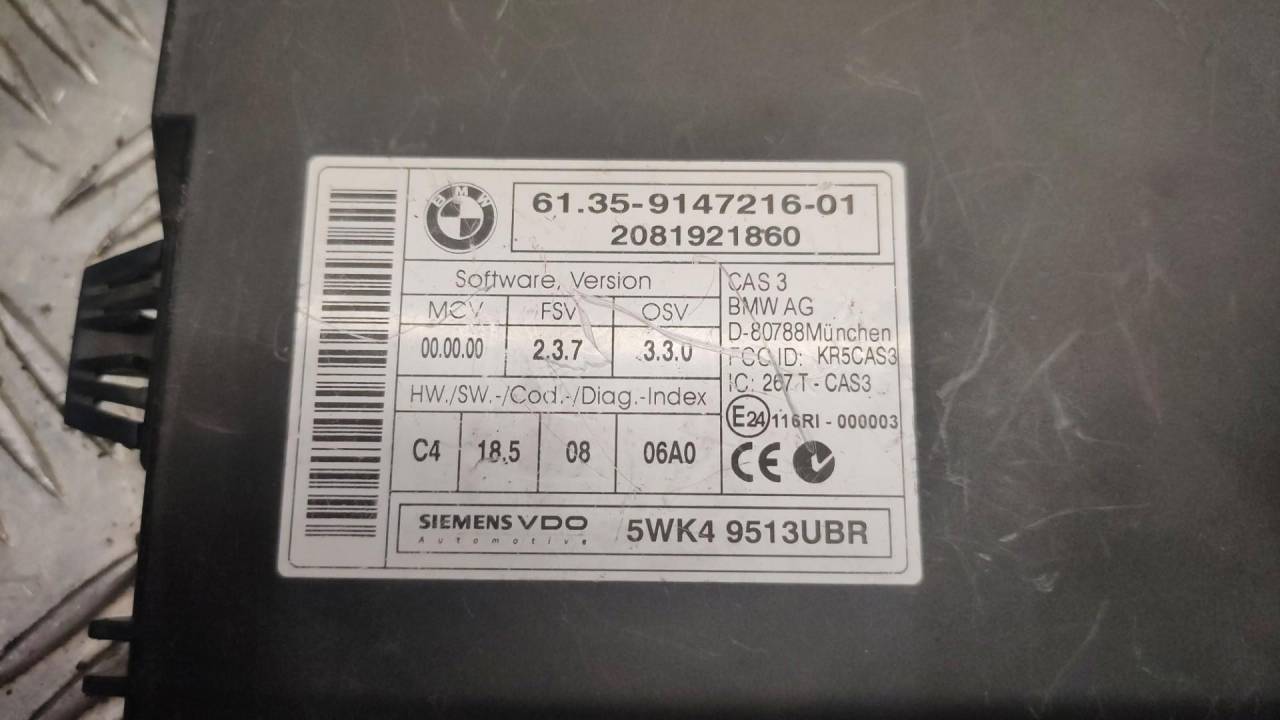 BMW
61.35-9147216-01
2081921860
Software, Version
MCV FSV OSV
00.00.00 2.3.7 3.3.0
HW./SW.-/Cod.-/Diag.-Index
C4 18.5 08 06A0
CAS 3
BMW AG
D-80788München
FCC ID: KR5CAS3
IC: 267 T - CAS3
E24 116RI - 000003
CE
SIEMENS VDO
Automotive
5WK4 9513UBR